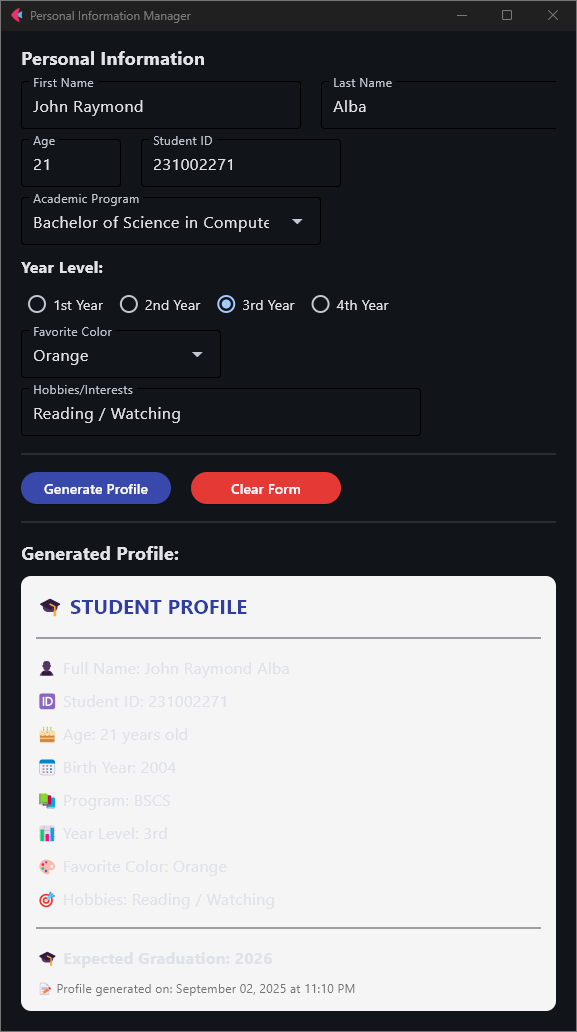 Personal Information Manager
Personal Information
First Name Last Name
John Raymond Alba
Age Student ID
21 231002271
Academic Program
Bachelor of Science in Compute
Year Level:
1st Year 2nd Year 3rd Year 4th Year
Favorite Color
Orange
Hobbies/Interests
Reading / Watching
Generate Profile Clear Form
Generated Profile:
🎓 STUDENT PROFILE
👤 Full Name: John Raymond Alba
🆔 Student ID: 231002271
🎂 Age: 21 years old
📅 Birth Year: 2004
📚 Program: BSCS
📊 Year Level: 3rd
🎨 Favorite Color: Orange
🎯 Hobbies: Reading / Watching
🎓 Expected Graduation: 2026
📝 Profile generated on: September 02, 2025 at 11:10 PM